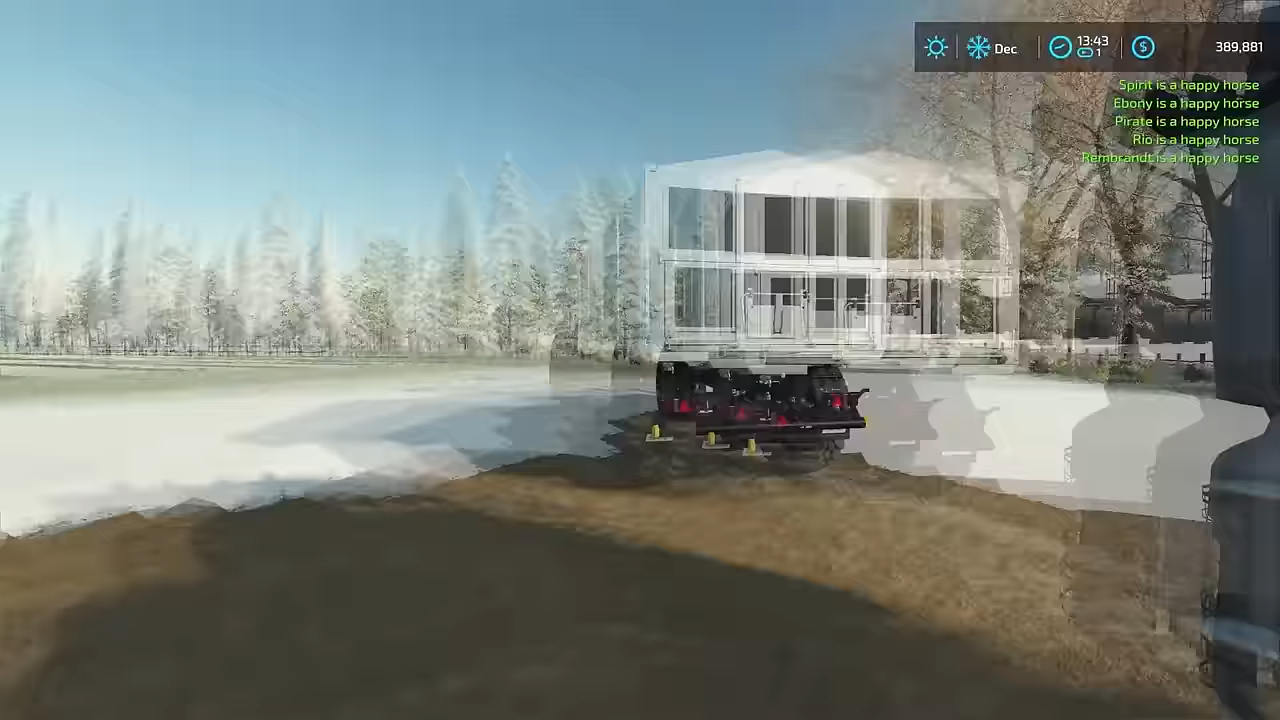 Dec
13:43
1
389,881
Spirit is a happy horse
Ebony is a happy horse
Pirate is a happy horse
Rio is a happy horse
Rembrandt is a happy horse